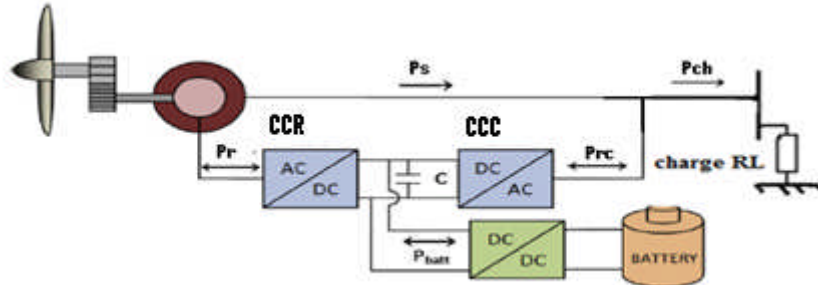 Ps
Pch
CCR
CCC
Pr
Prc
AC
DC
C
DC
AC
charge RL
Pbatt
DC
DC
BATTERY